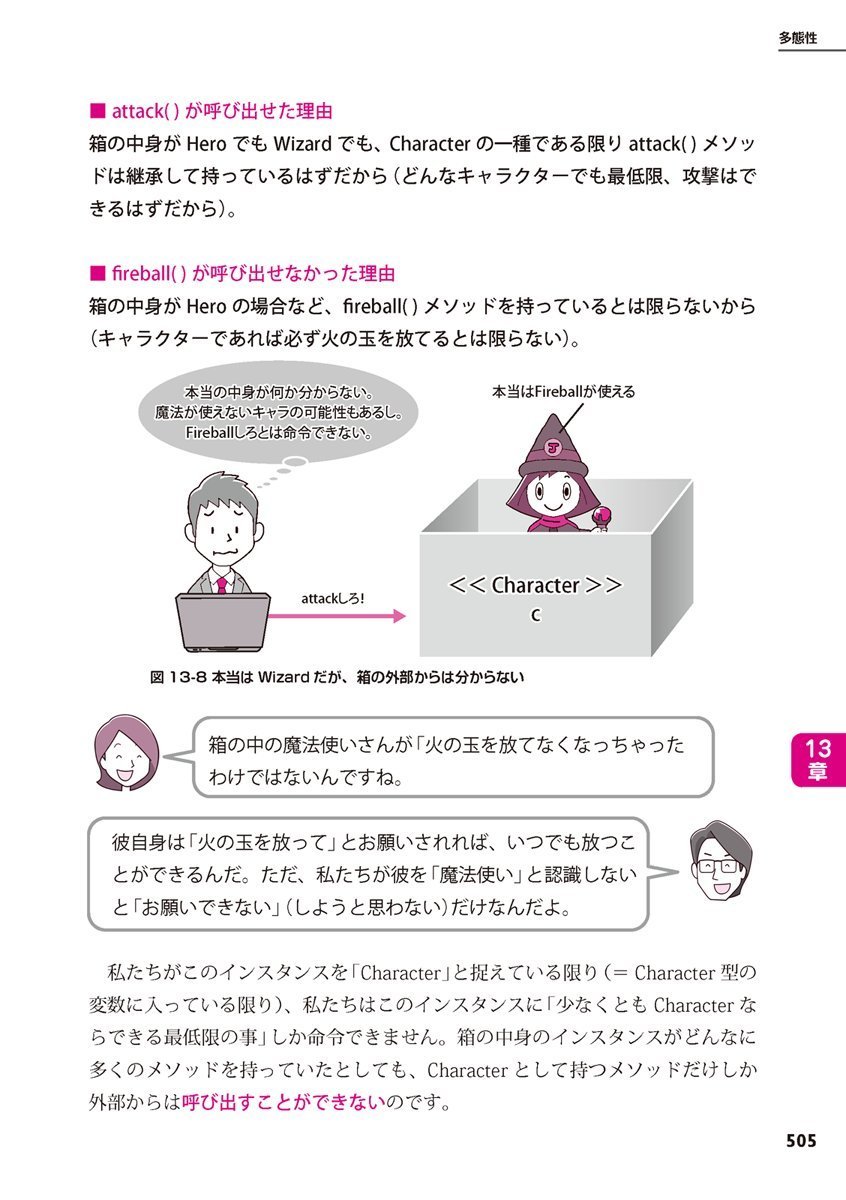 多態性
■ attack( ) が呼び出せた理由
箱の中身が Hero でも Wizard でも、Character の一種である限り attack( ) メソッ
ドは継承して持っているはずだから（どんなキャラクターでも最低限、攻撃はで
きるはずだから）。
■ fireball( ) が呼び出せなかった理由
箱の中身が Hero の場合など、fireball( ) メソッドを持っているとは限らないから
（キャラクターであれば必ず火の玉を放てるとは限らない）。
本当の中身が何か分からない。
魔法が使えないキャラの可能性もあるし。
Fireballしろとは命令できない。
本当はFireballが使える
J
attackしろ!
＜＜ Character ＞＞
c
図 13-8 本当は Wizard だが、箱の外部からは分からない
箱の中の魔法使いさんが「火の玉を放てなくなっちゃった
わけではないんですね。
13
章
彼自身は「火の玉を放って」とお願いされれば、いつでも放つこ
とができるんだ。ただ、私たちが彼を「魔法使い」と認識しない
と「お願いできない」（しようと思わない）だけなんだよ。
私たちがこのインスタンスを「Character」と捉えている限り（＝ Character 型の
変数に入っている限り）、私たちはこのインスタンスに「少なくとも Character な
らできる最低限の事」しか命令できません。箱の中身のインスタンスがどんなに
多くのメソッドを持っていたとしても、Character として持つメソッドだけしか
外部からは呼び出すことができないのです。
505